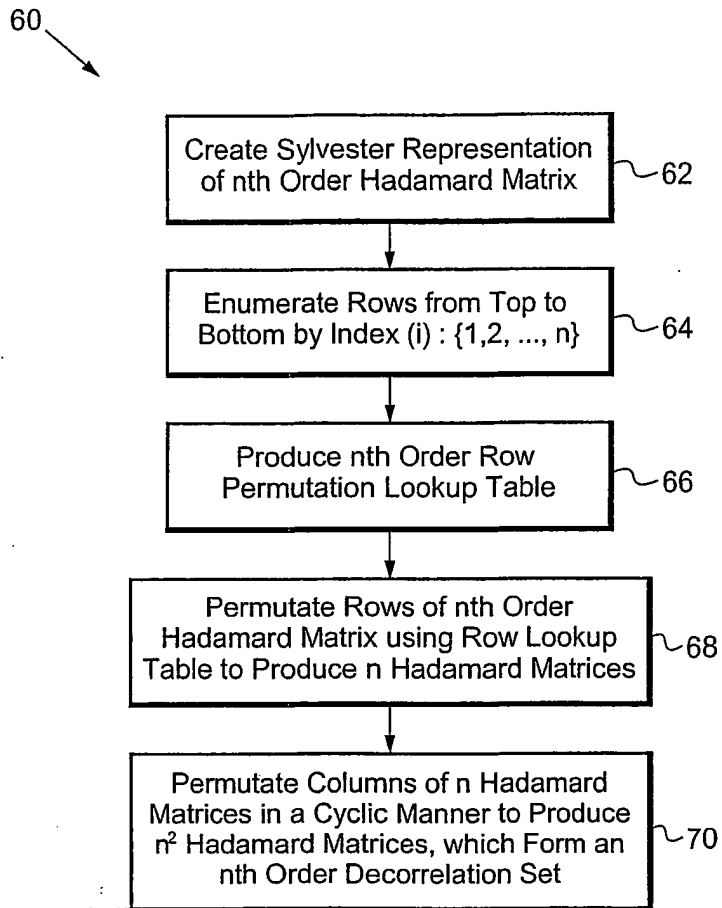 60
Create Sylvester Representation
of nth Order Hadamard Matrix
62
Enumerate Rows from Top to
Bottom by Index (i) : {1,2, ..., n}
64
Produce nth Order Row
Permutation Lookup Table
66
Permutate Rows of nth Order
Hadamard Matrix using Row Lookup
Table to Produce n Hadamard Matrices
68
Permutate Columns of n Hadamard
Matrices in a Cyclic Manner to Produce
n² Hadamard Matrices, which Form an
nth Order Decorrelation Set
70